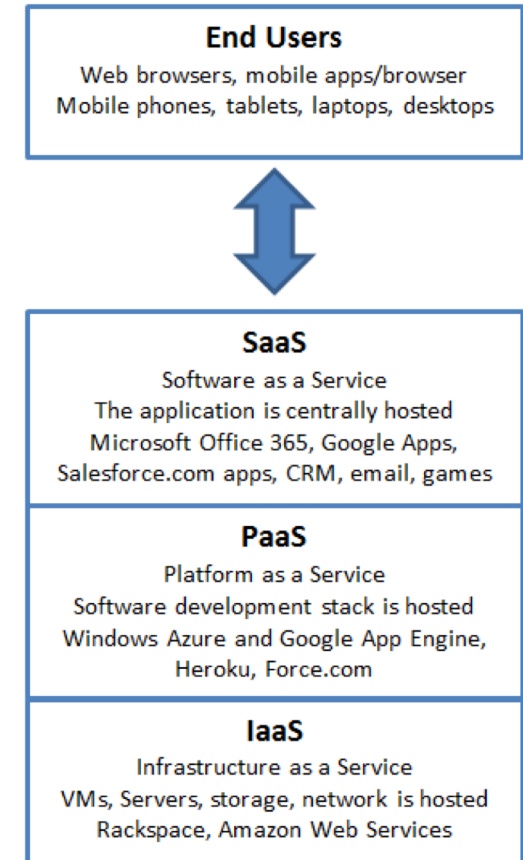 End Users
Web browsers, mobile apps/browser
Mobile phones, tablets, laptops, desktops
SaaS
Software as a Service
The application is centrally hosted
Microsoft Office 365, Google Apps,
Salesforce.com apps, CRM, email, games
PaaS
Platform as a Service
Software development stack is hosted
Windows Azure and Google App Engine,
Heroku, Force.com
IaaS
Infrastructure as a Service
VMs, Servers, storage, network is hosted
Rackspace, Amazon Web Services